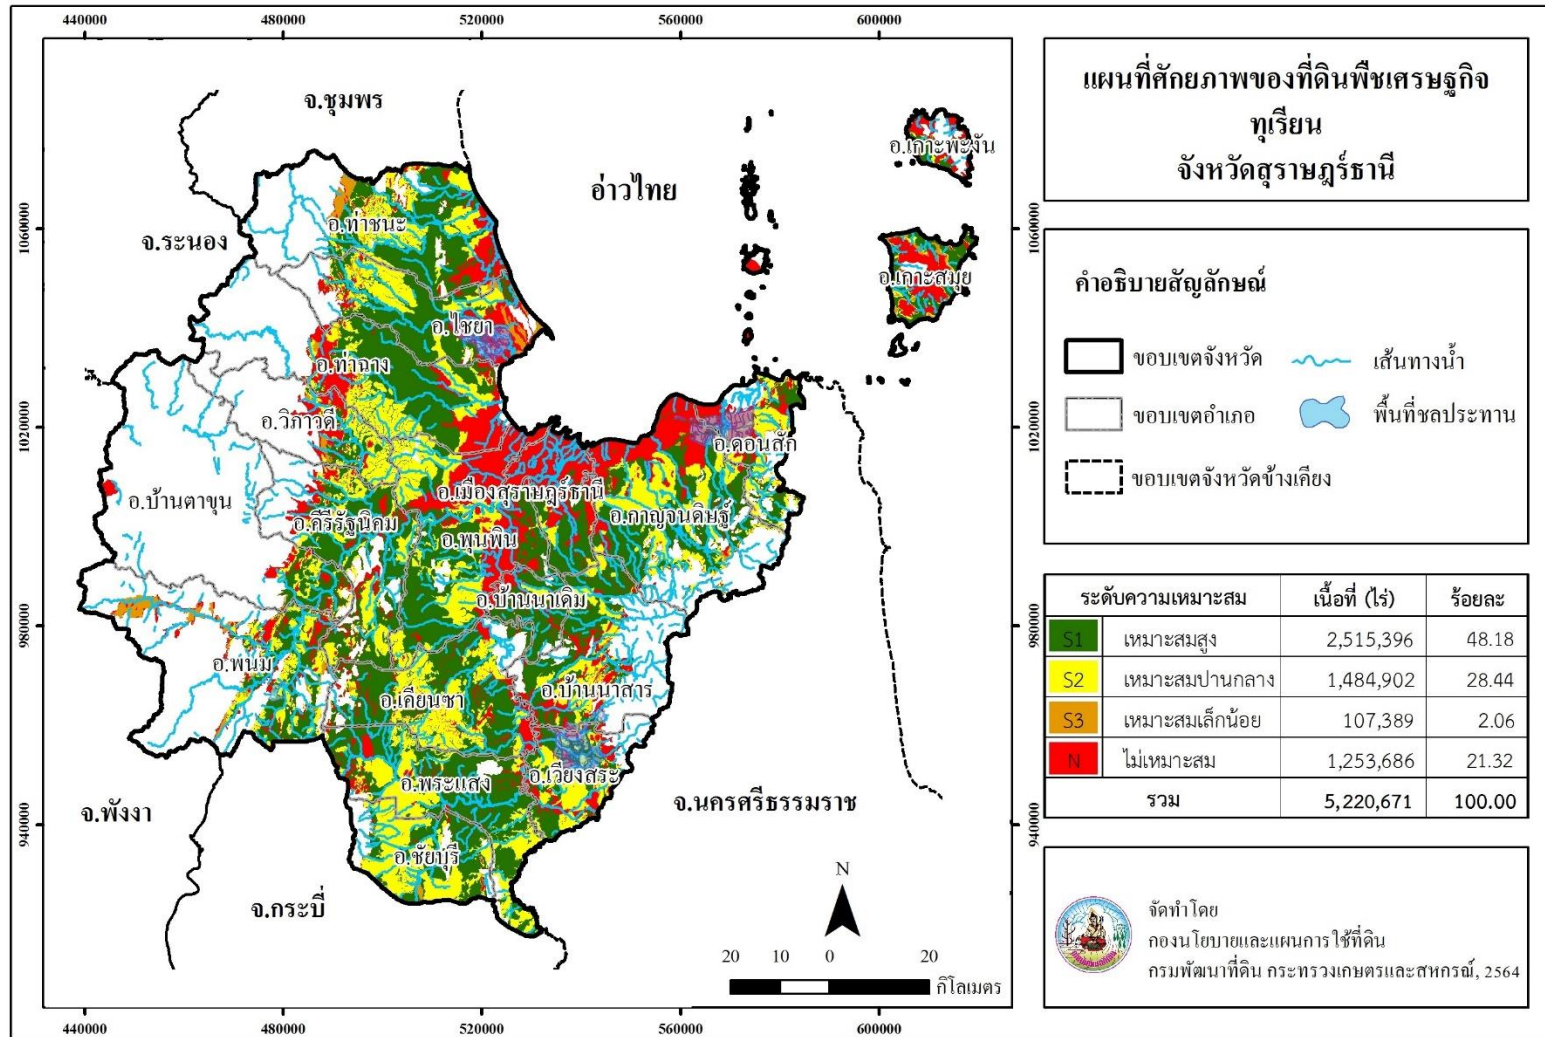 440000 480000 520000 560000 600000
แผนที่ศักยภาพของที่ดินพืชเศรษฐกิจ
ทุเรียน
จังหวัดสุราษฎร์ธานี
จ.ชุมพร
อ.เกาะพะงัน
อ่าวไทย
อ.ท่าชนะ
จ.ระนอง
1060000
1060000
อ.เกาะสมุย
อ.ไชยา
อ.ท่าฉาง
อ.วิภาวดี
1020000
1020000
อ.ดอนสัก
อ.เมืองสุราษฎร์ธานี
อ.บ้านตาขุน
อ.คีรีรัฐนิคม
อ.กาญจนดิษฐ์
อ.พุนพิน
อ.บ้านนาเดิม
980000
980000
อ.พนม
อ.บ้านนาสาร
อ.เคียนซา
อ.เวียงสระ
อ.พระแสง
จ.พังงา
จ.นครศรีธรรมราช
940000
940000
อ.ชัยบุรี
จ.กระบี่
N
20 10 0 20
กิโลเมตร
440000 480000 520000 560000 600000
คำอธิบายสัญลักษณ์
ขอบเขตจังหวัด เส้นทางน้ำ
ขอบเขตอำเภอ พื้นที่ชลประทาน
ขอบเขตจังหวัดข้างเคียง
ระดับความเหมาะสม เนื้อที่ (ไร่) ร้อยละ
S1 เหมาะสมสูง 2,515,396 48.18
S2 เหมาะสมปานกลาง 1,484,902 28.44
S3 เหมาะสมเล็กน้อย 107,389 2.06
N ไม่เหมาะสม 1,253,686 21.32
รวม 5,220,671 100.00
จัดทำโดย
กองนโยบายและแผนการใช้ที่ดิน
กรมพัฒนาที่ดิน กระทรวงเกษตรและสหกรณ์, 2564